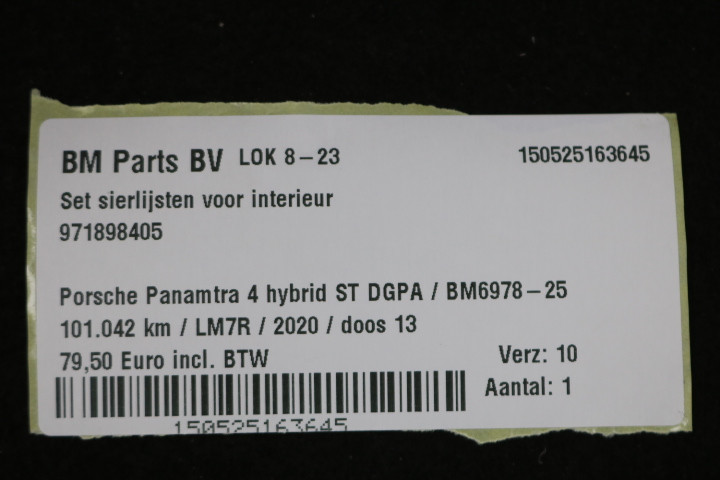 BM Parts BV LOK 8-23 150525163645
Set sierlijsten voor interieur
971898405
Porsche Panamtra 4 hybrid ST DGPA / BM6978-25
101.042 km / LM7R / 2020 / doos 13
79,50 Euro incl. BTW Verz: 10
Aantal: 1
150525163645